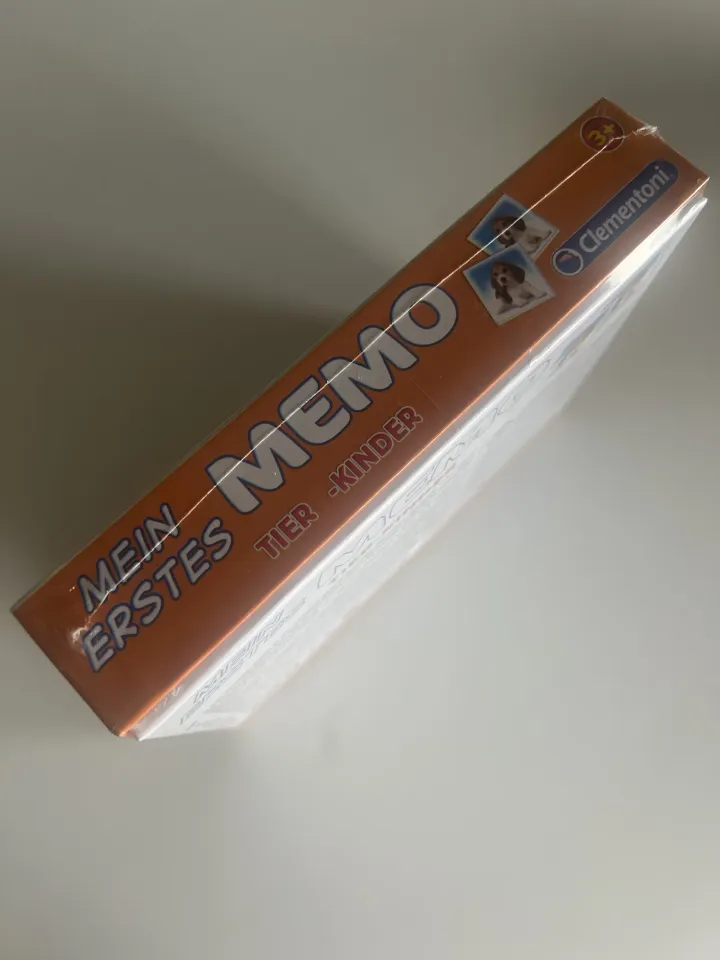 MEIN
ERSTES
MEMO
TIER -KINDER
3+
Clementoni